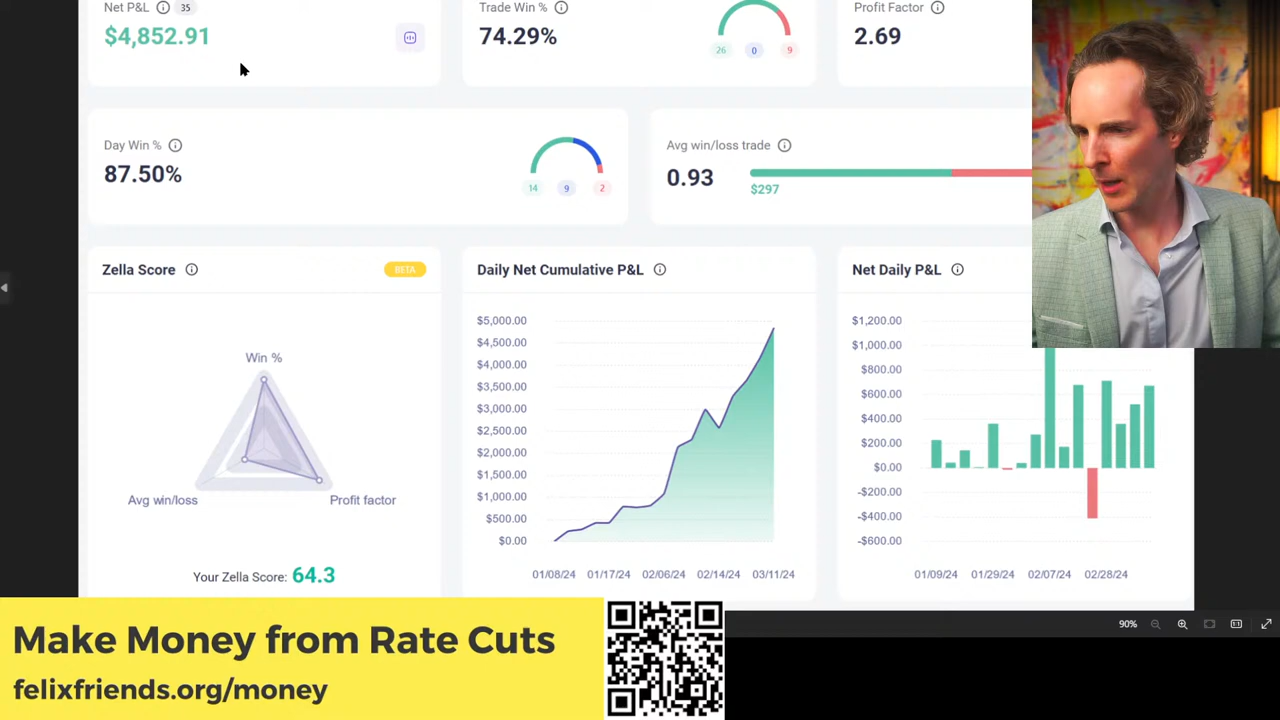 Net P&L 35
$4,852.91
Trade Win %
74.29%
26 0 9
Profit Factor
2.69
Day Win %
87.50%
14 9 2
Avg win/loss trade
0.93
$297
Zella Score
BETA
Win %
Avg win/loss
Profit factor
Your Zella Score: 64.3
Daily Net Cumulative P&L
$5,000.00
$4,500.00
$4,000.00
$3,500.00
$3,000.00
$2,500.00
$2,000.00
$1,500.00
$1,000.00
$500.00
$0.00
01/08/24 01/17/24 02/06/24 02/14/24 03/11/24
Net Daily P&L
$1,200.00
$1,000.00
$800.00
$600.00
$400.00
$200.00
$0.00
-$200.00
-$400.00
-$600.00
01/09/24 01/29/24 02/07/24 02/28/24
90%
Make Money from Rate Cuts
felixfriends.org/money